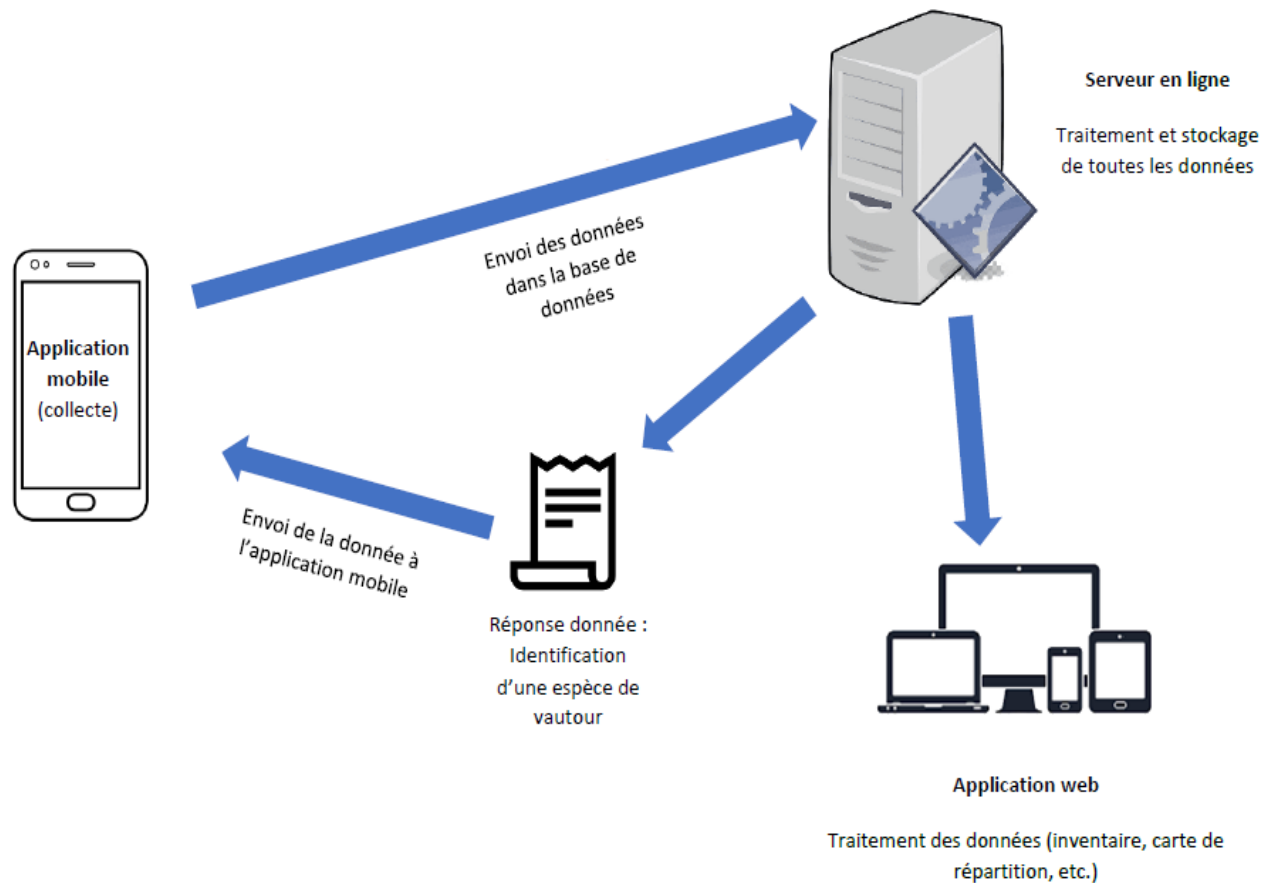 Serveur en ligne
Traitement et stockage
de toutes les données
Envoi des données
dans la base de
données
Application
mobile
(collecte)
Envoi de la donnée à
l'application mobile
Réponse donnée :
Identification
d'une espèce de
vautour
Application web
Traitement des données (inventaire, carte de
répartition, etc.)